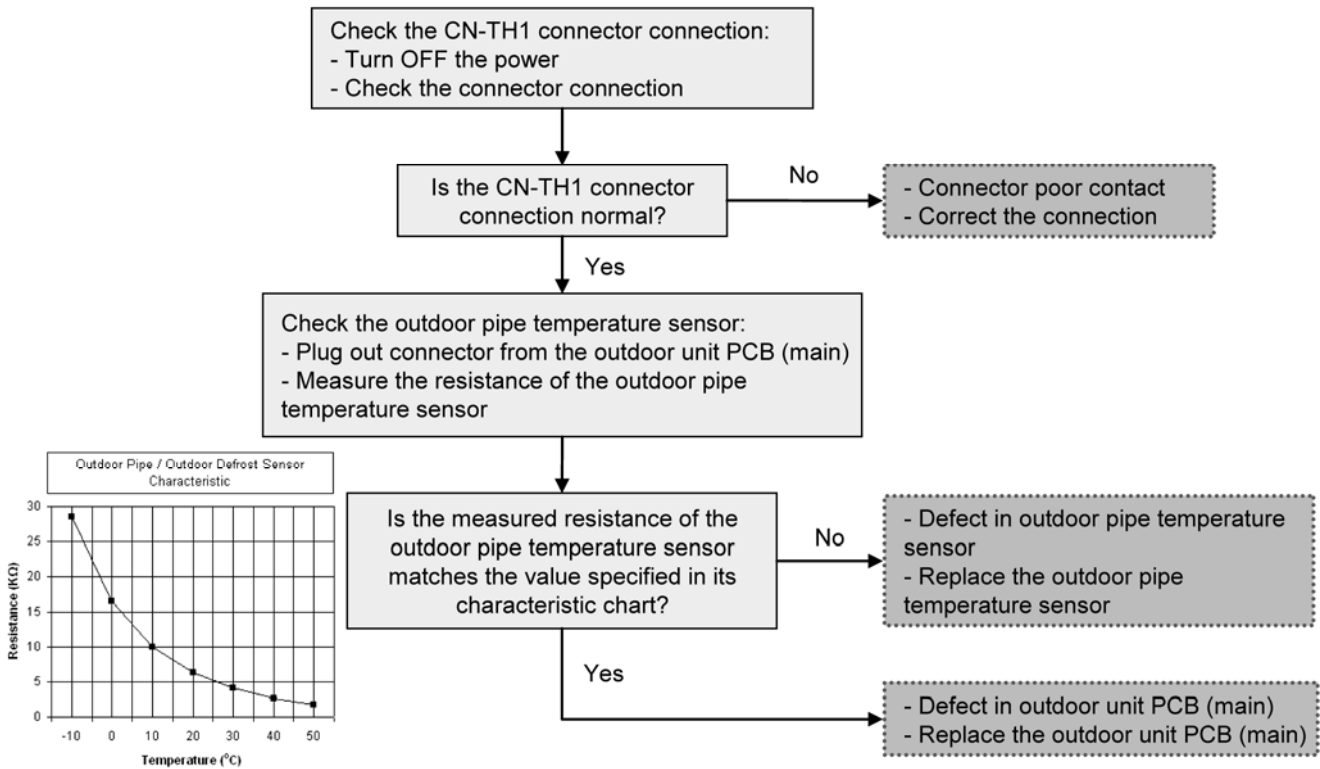 Check the CN-TH1 connector connection:
- Turn OFF the power
- Check the connector connection
Is the CN-TH1 connector
connection normal?
No
- Connector poor contact
- Correct the connection
Yes
Check the outdoor pipe temperature sensor:
- Plug out connector from the outdoor unit PCB (main)
- Measure the resistance of the outdoor pipe
temperature sensor
Outdoor Pipe / Outdoor Defrost Sensor
Characteristic
Resistance (KΩ)
30
25
20
15
10
5
0
-10 0 10 20 30 40 50
Temperature (°C)
Is the measured resistance of the
outdoor pipe temperature sensor
matches the value specified in its
characteristic chart?
No
- Defect in outdoor pipe temperature
sensor
- Replace the outdoor pipe
temperature sensor
Yes
- Defect in outdoor unit PCB (main)
- Replace the outdoor unit PCB (main)